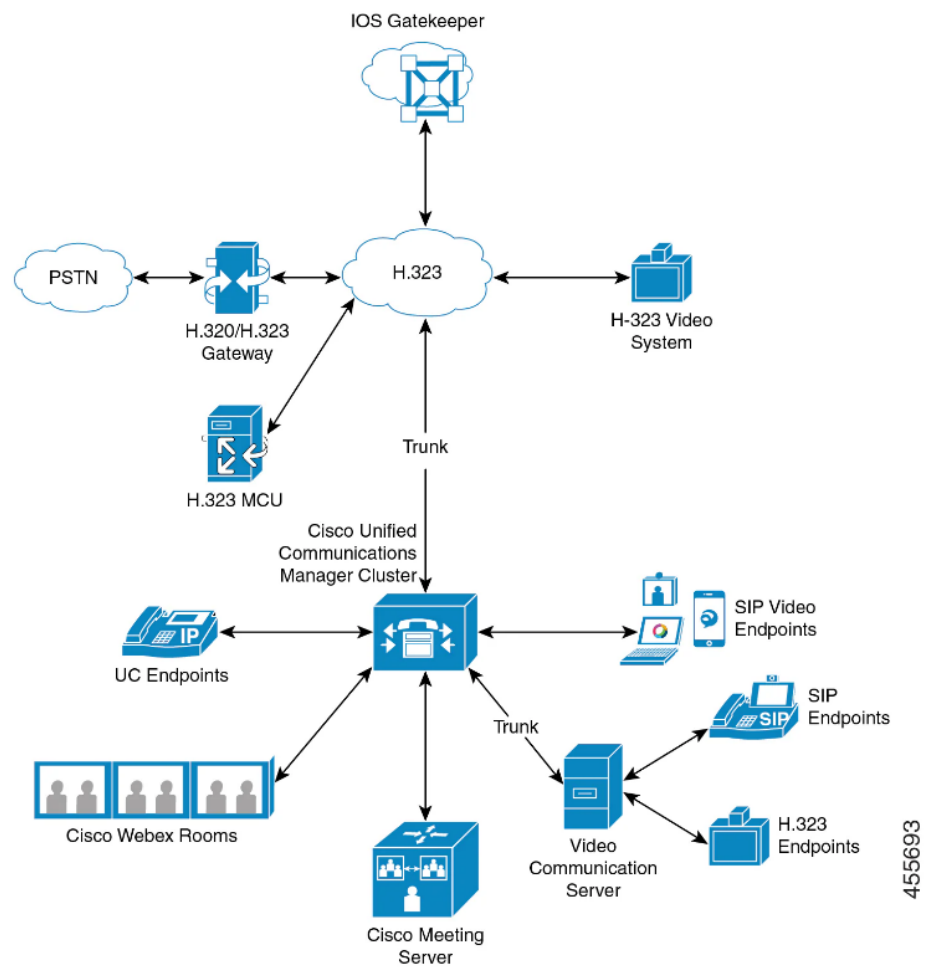 IOS Gatekeeper
PSTN
H.323
H.320/H.323
Gateway
H-323 Video
System
H.323 MCU
Trunk
Cisco Unified
Communications
Manager Cluster
IP
UC Endpoints
SIP Video
Endpoints
Trunk
SIP
SIP
Endpoints
Cisco Webex Rooms
Video
Communication
Server
H.323
Endpoints
Cisco Meeting
Server
455693